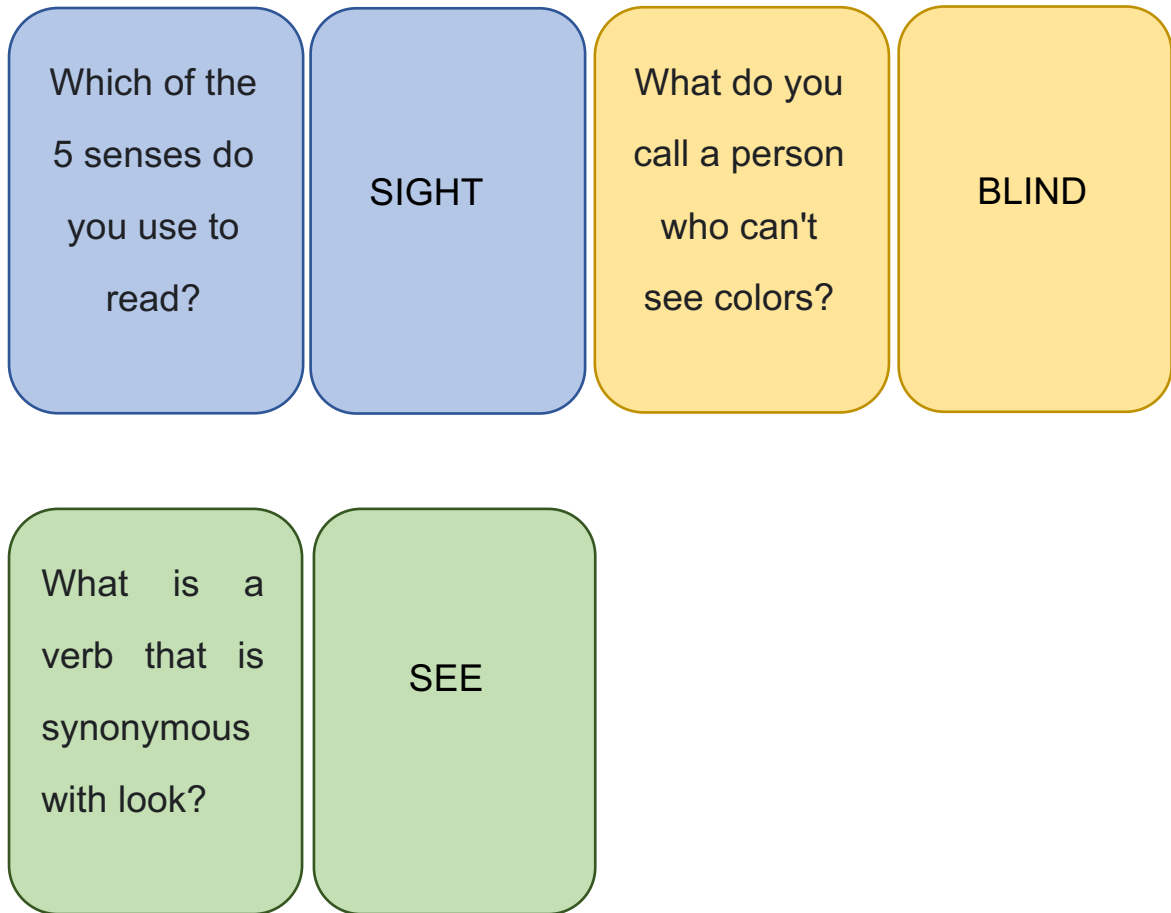 Which of the
5 senses do
you use to
read?
SIGHT
What do you
call a person
who can't
see colors?
BLIND
What is a
verb that is
synonymous
with look?
SEE